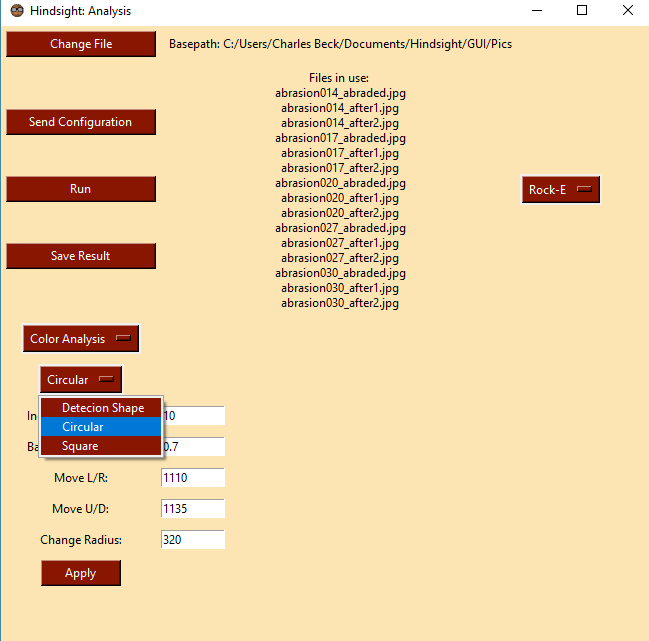 Hindsight: Analysis
Change File
Basepath: C:/Users/Charles Beck/Documents/Hindsight/GUI/Pics
Files in use:
abrasion014_abraded.jpg
abrasion014_after1.jpg
Send Configuration
abrasion014_after2.jpg
abrasion017_abraded.jpg
abrasion017_after1.jpg
abrasion017_after2.jpg
abrasion020_abraded.jpg
Run
Rock-E
abrasion020_after1.jpg
abrasion020_after2.jpg
abrasion027_abraded.jpg
abrasion027_after1.jpg
Save Result
abrasion027_after2.jpg
abrasion030_abraded.jpg
abrasion030_after1.jpg
abrasion030_after2.jpg
Color Analysis
Circular
Detecion Shape
Circular
Square
In
10
Ba
0.7
Move L/R:
1110
Move U/D:
1135
Change Radius:
320
Apply